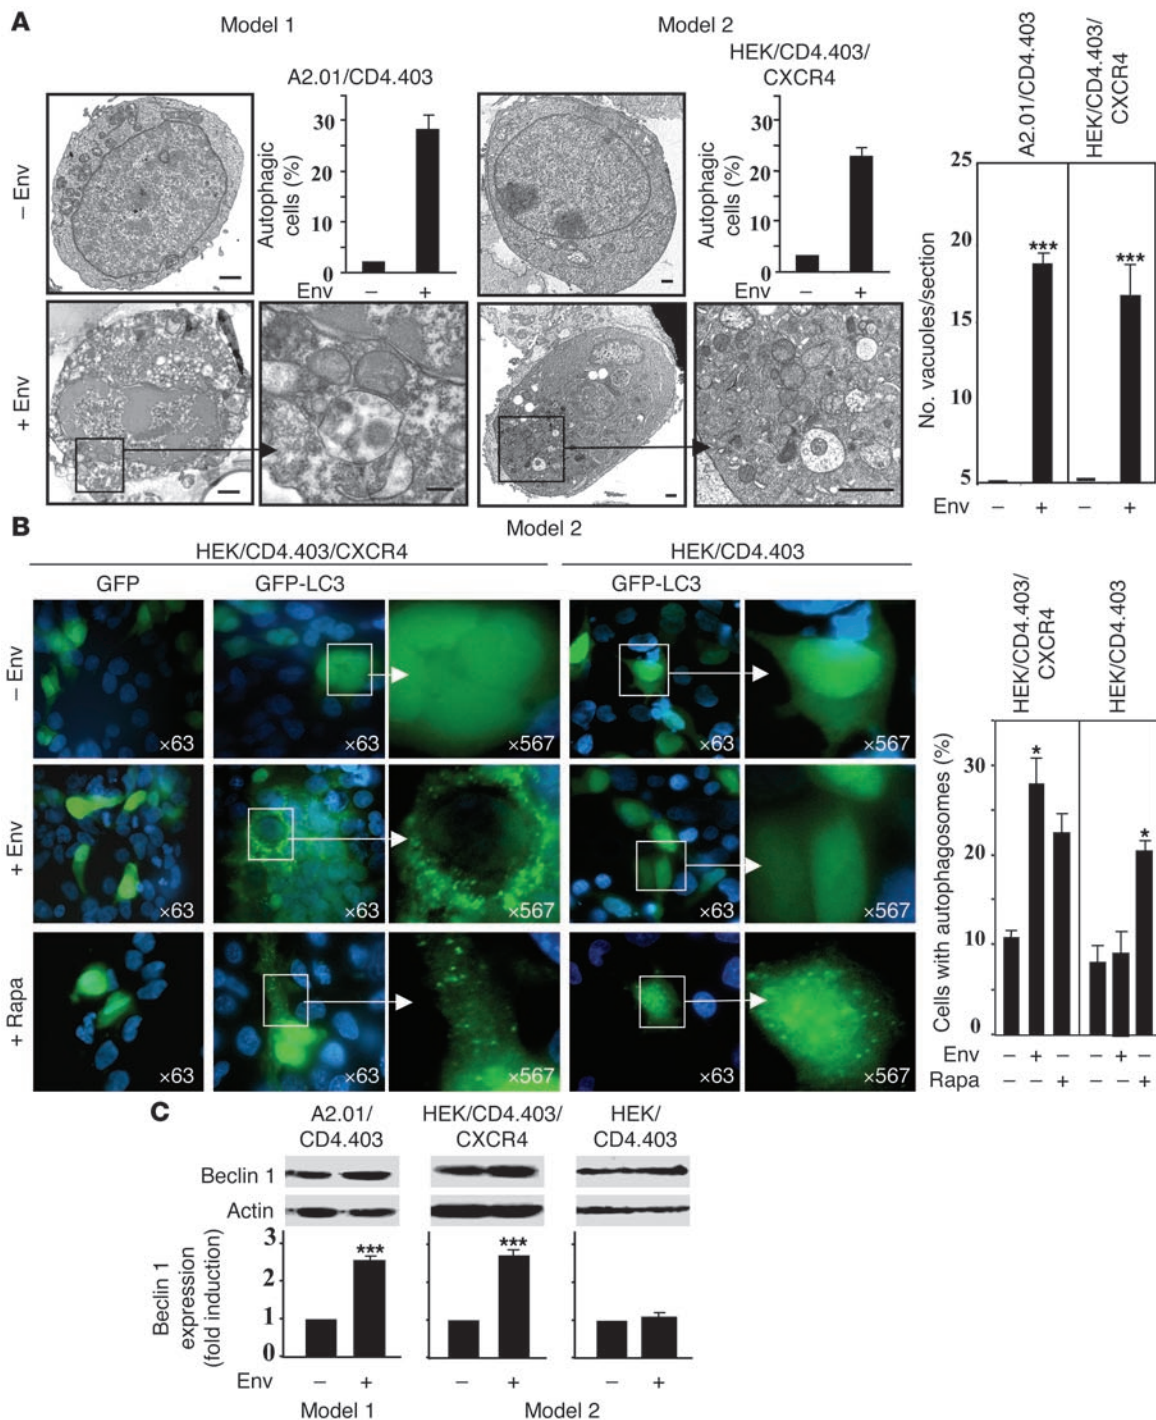 A
Model 1
Model 2
A2.01/CD4.403
HEK/CD4.403/
CXCR4
A2.01/CD4.403
HEK/CD4.403/
CXCR4
– Env
Autophagic
cells (%)
30
20
10
0
Env – +
Autophagic
cells (%)
30
20
10
0
Env – +
+ Env
No. vacuoles/section
25
20
15
10
5
*** ***
Env – + – +
B
Model 2
HEK/CD4.403/CXCR4
HEK/CD4.403
GFP
GFP-LC3
GFP-LC3
– Env
×63 ×63 ×567 ×63 ×567
+ Env
×63 ×63 ×567 ×63 ×567
+ Rapa
×63 ×63 ×567 ×63 ×567
HEK/CD4.403/
CXCR4
HEK/CD4.403
Cells with autophagosomes (%)
30
20
10
0
* *
Env – + – – + –
Rapa – – + – – +
C
A2.01/
CD4.403
HEK/CD4.403/
CXCR4
HEK/
CD4.403
Beclin 1
Actin
Beclin 1
expression
(fold induction)
3
2
1
0
*** ***
Env – + – + – +
Model 1
Model 2